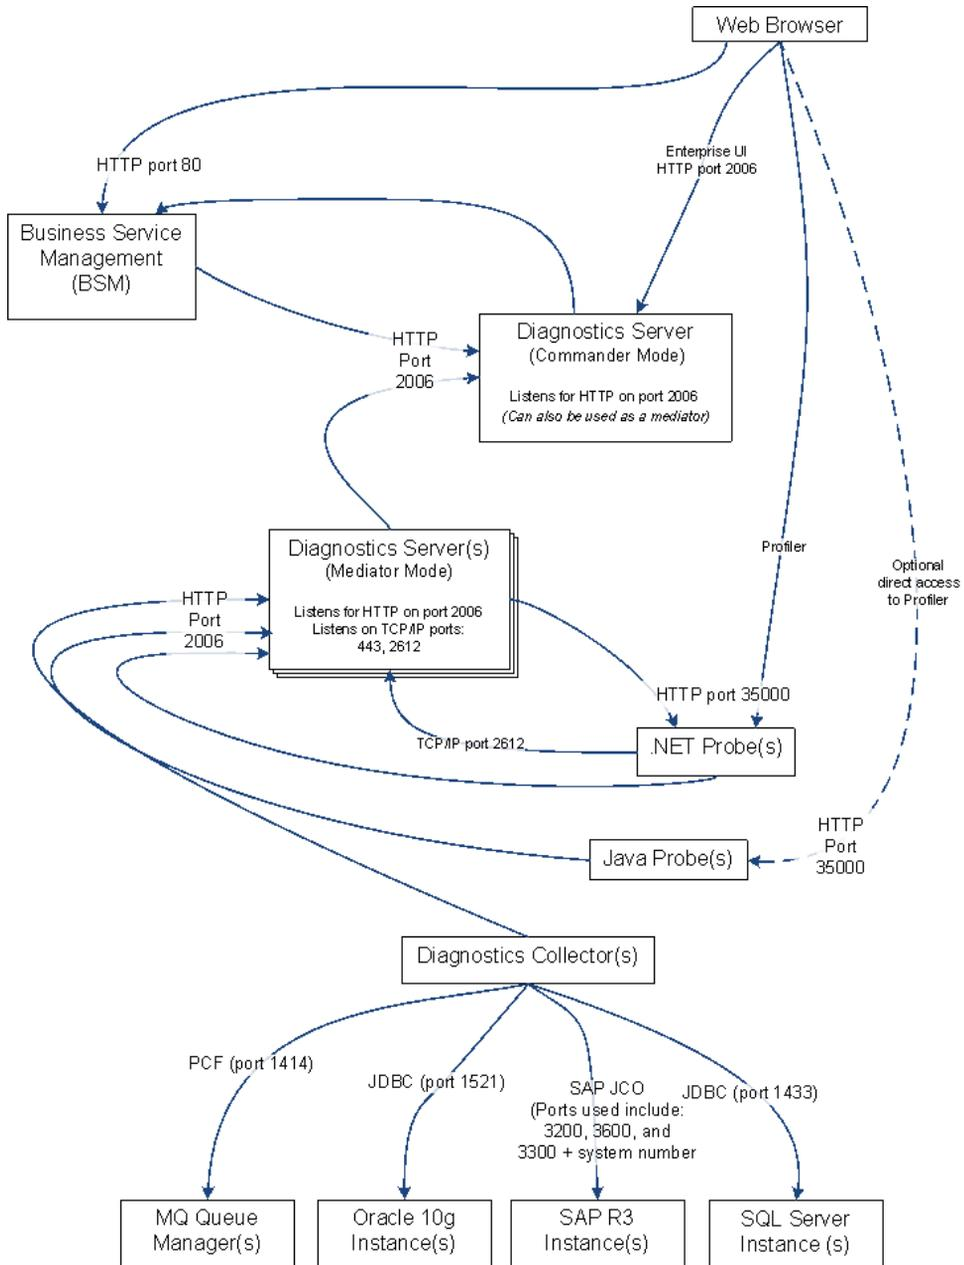 Web Browser
HTTP port 80
Enterprise UI
HTTP port 2006
Business Service
Management
(BSM)
HTTP
Port
2006
Diagnostics Server
(Commander Mode)
Listens for HTTP on port 2006
(Can also be used as a mediator)
Profiler
Optional
direct access
to Profiler
Diagnostics Server(s)
(Mediator Mode)
Listens for HTTP on port 2006
Listens on TCP/IP ports:
443, 2612
HTTP
Port
2006
HTTP port 35000
TCP/IP port 2612
.NET Probe(s)
HTTP
Port
35000
Java Probe(s)
Diagnostics Collector(s)
PCF (port 1414)
JDBC (port 1521)
SAP JCO
(Ports used include:
3200, 3600, and
3300 + system number
JDBC (port 1433)
MQ Queue
Manager(s)
Oracle 10g
Instance(s)
SAP R3
Instance(s)
SQL Server
Instance (s)